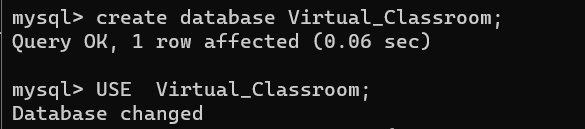 mysql> create database Virtual_Classroom;
Query OK, 1 row affected (0.06 sec)
mysql> USE  Virtual_Classroom;
Database changed